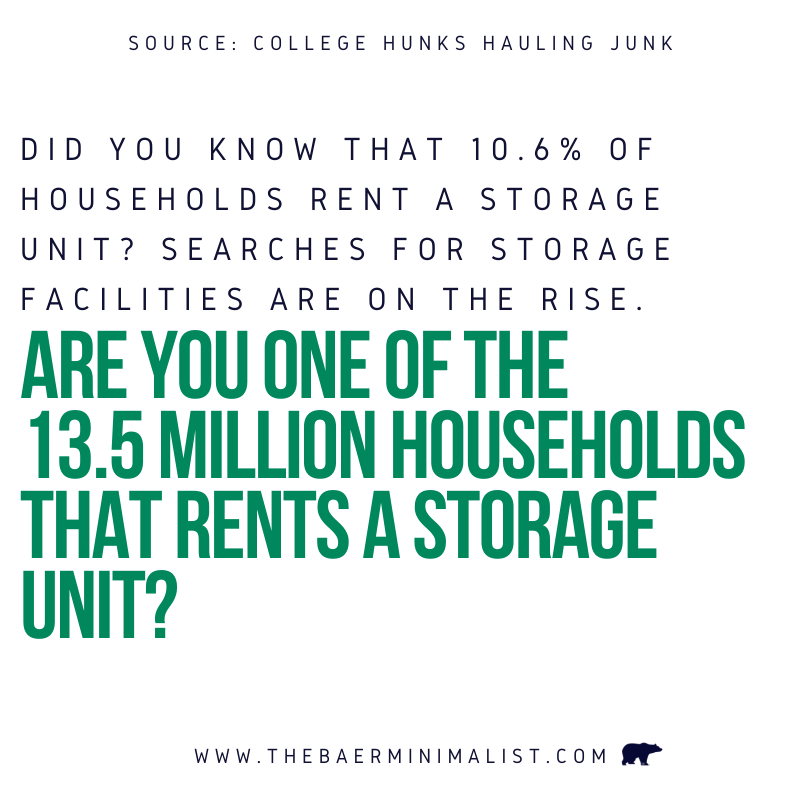 SOURCE: COLLEGE HUNKS HAULING JUNK
DID YOU KNOW THAT 10.6% OF
HOUSEHOLDS RENT A STORAGE
UNIT? SEARCHES FOR STORAGE
FACILITIES ARE ON THE RISE.
ARE YOU ONE OF THE
13.5 MILLION HOUSEHOLDS
THAT RENTS A STORAGE
UNIT?
WWW.THEBAERMINIMALIST.COM